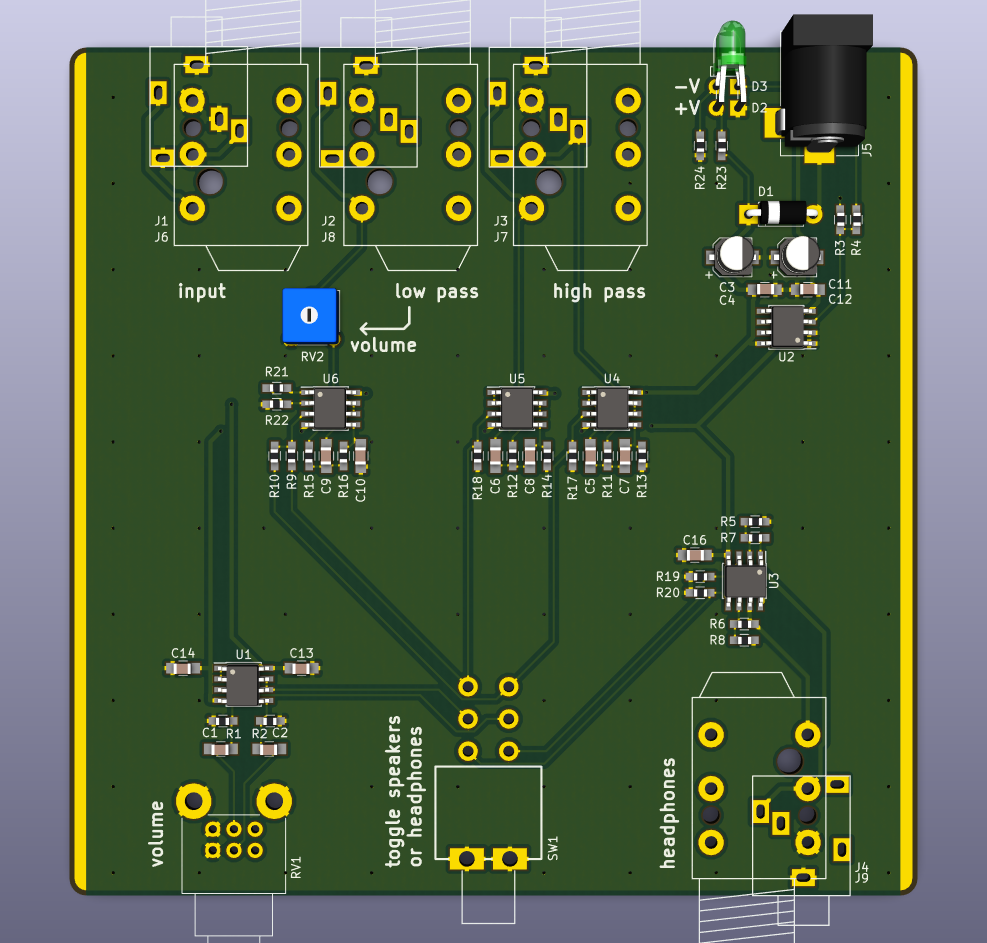 −V
+V
D3
D2
R24
R23
J5
D1
J1
J6
J2
J8
J3
J7
R3
R4
+
+
C3
C4
C11
C12
input
low pass
high pass
volume
RV2
U2
R21
R22
U6
U5
U4
R10
R9
R15
C9
R16
C10
R18
C6
R12
C8
R14
R17
C5
R11
C7
R13
R5
R7
C16
R19
R20
U3
R6
R8
C14
U1
C13
C1
R1
R2
C2
volume
RV1
toggle speakers
or headphones
SW1
headphones
J4
J9